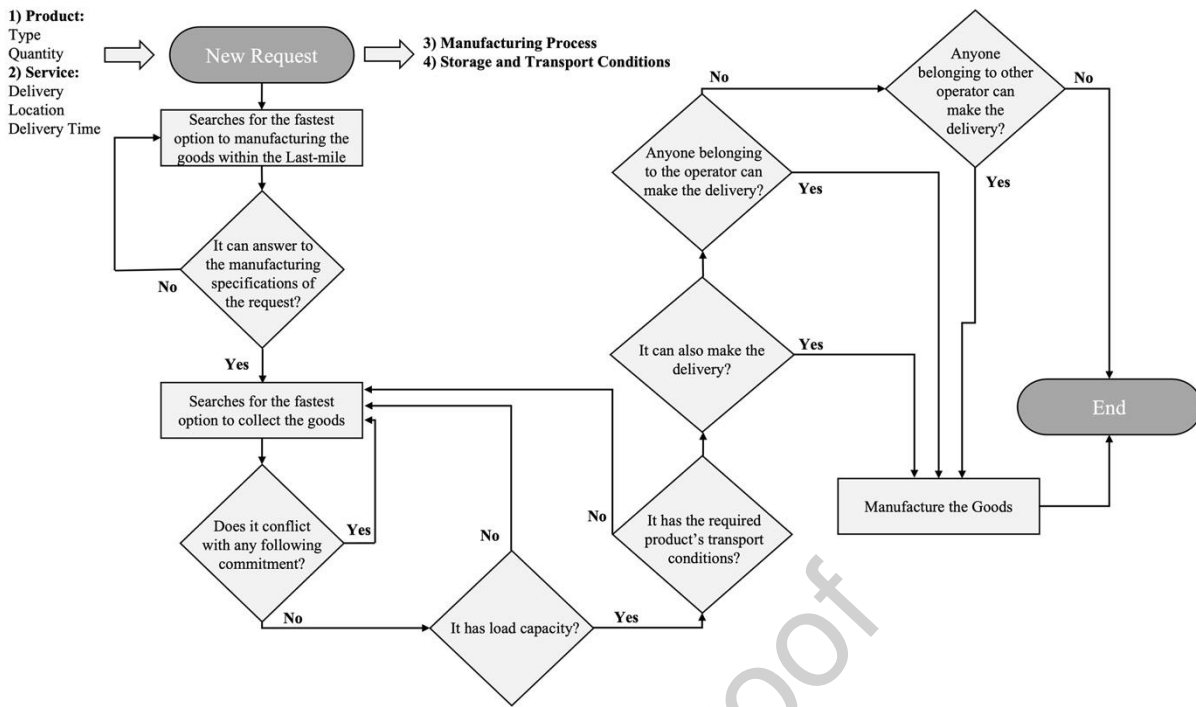 1) Product:
Type
Quantity
2) Service:
Delivery
Location
Delivery Time
New Request
3) Manufacturing Process
4) Storage and Transport Conditions
Searches for the fastest
option to manufacturing the
goods within the Last-mile
It can answer to
the manufacturing
specifications of
the request?
No
Yes
Searches for the fastest
option to collect the goods
Does it conflict
with any following
commitment?
Yes
No
It has load capacity?
No
Yes
It has the required
product's transport
conditions?
No
It can also make the
delivery?
Yes
Anyone belonging
to the operator can
make the delivery?
No
Yes
Anyone
belonging to other
operator can
make the
delivery?
No
Yes
Manufacture the Goods
End